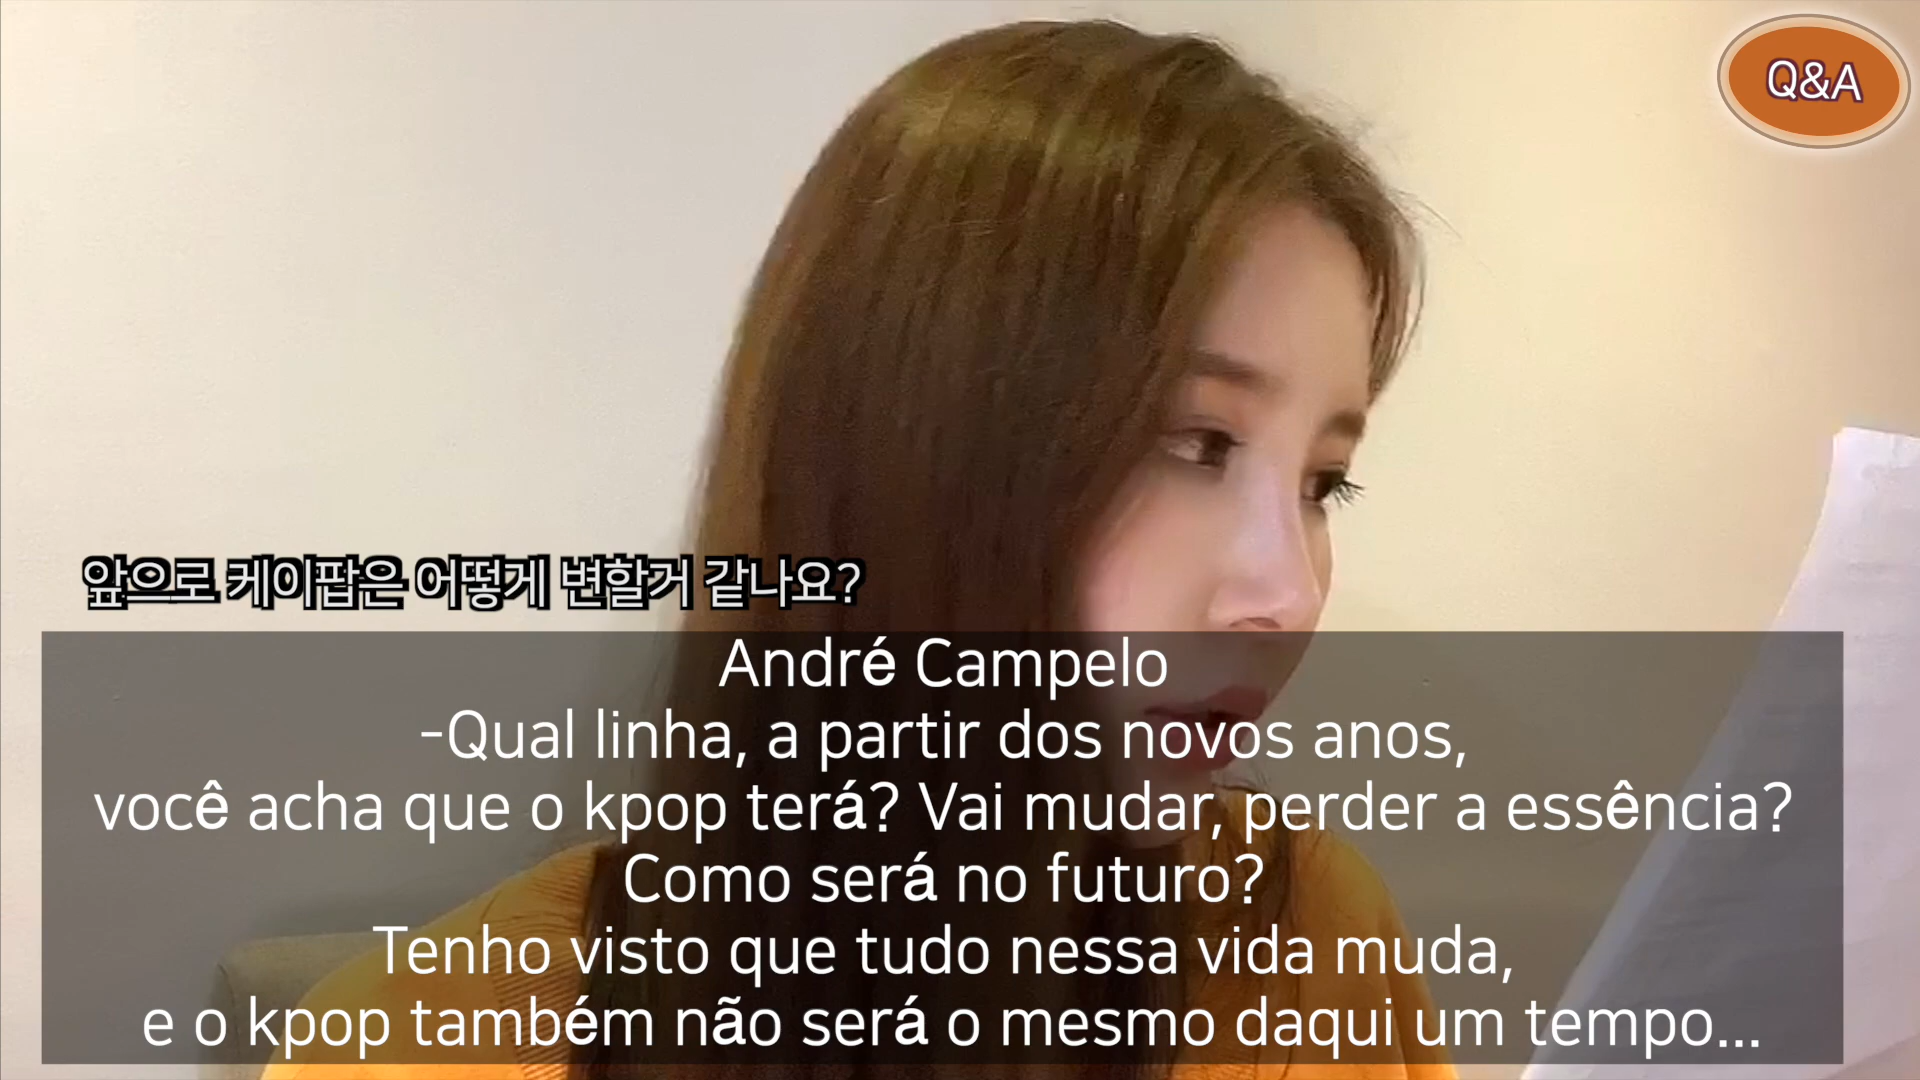 Q&A
앞으로 케이팝은 어떻게 변할거 같나요?
André Campelo
-Qual linha, a partir dos novos anos,
você acha que o kpop terá? Vai mudar, perder a essência?
Como será no futuro?
Tenho visto que tudo nessa vida muda,
e o kpop também não será o mesmo daqui um tempo...